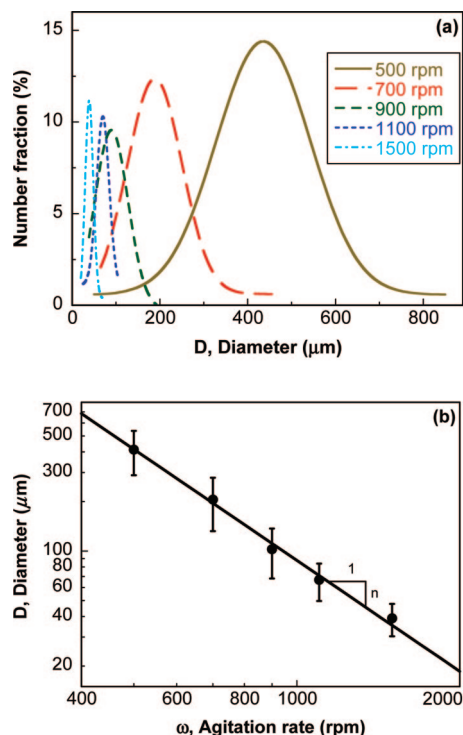 (a)
15
10
5
0
Number fraction (%)
500 rpm
700 rpm
900 rpm
1100 rpm
1500 rpm
0 200 400 600 800
D, Diameter (μm)
(b)
700
500
300
100
80
60
40
20
D, Diameter (μm)
1
n
400 600 800 1000 2000
ω, Agitation rate (rpm)